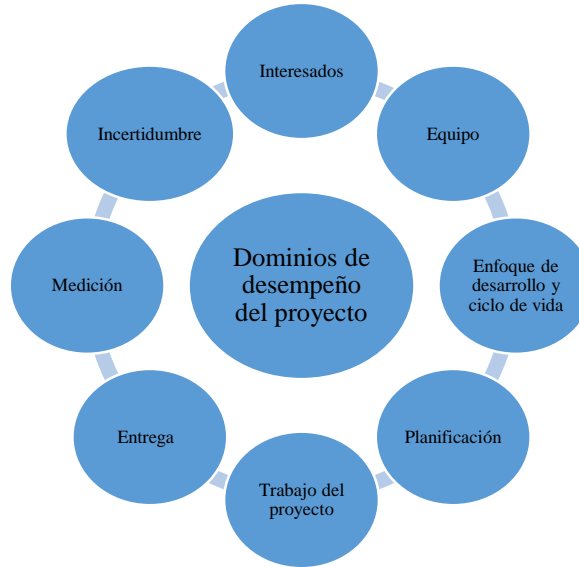 Interesados
Equipo
Enfoque de
desarrollo y
ciclo de vida
Planificación
Trabajo del
proyecto
Entrega
Medición
Incertidumbre
Dominios de
desempeño
del proyecto